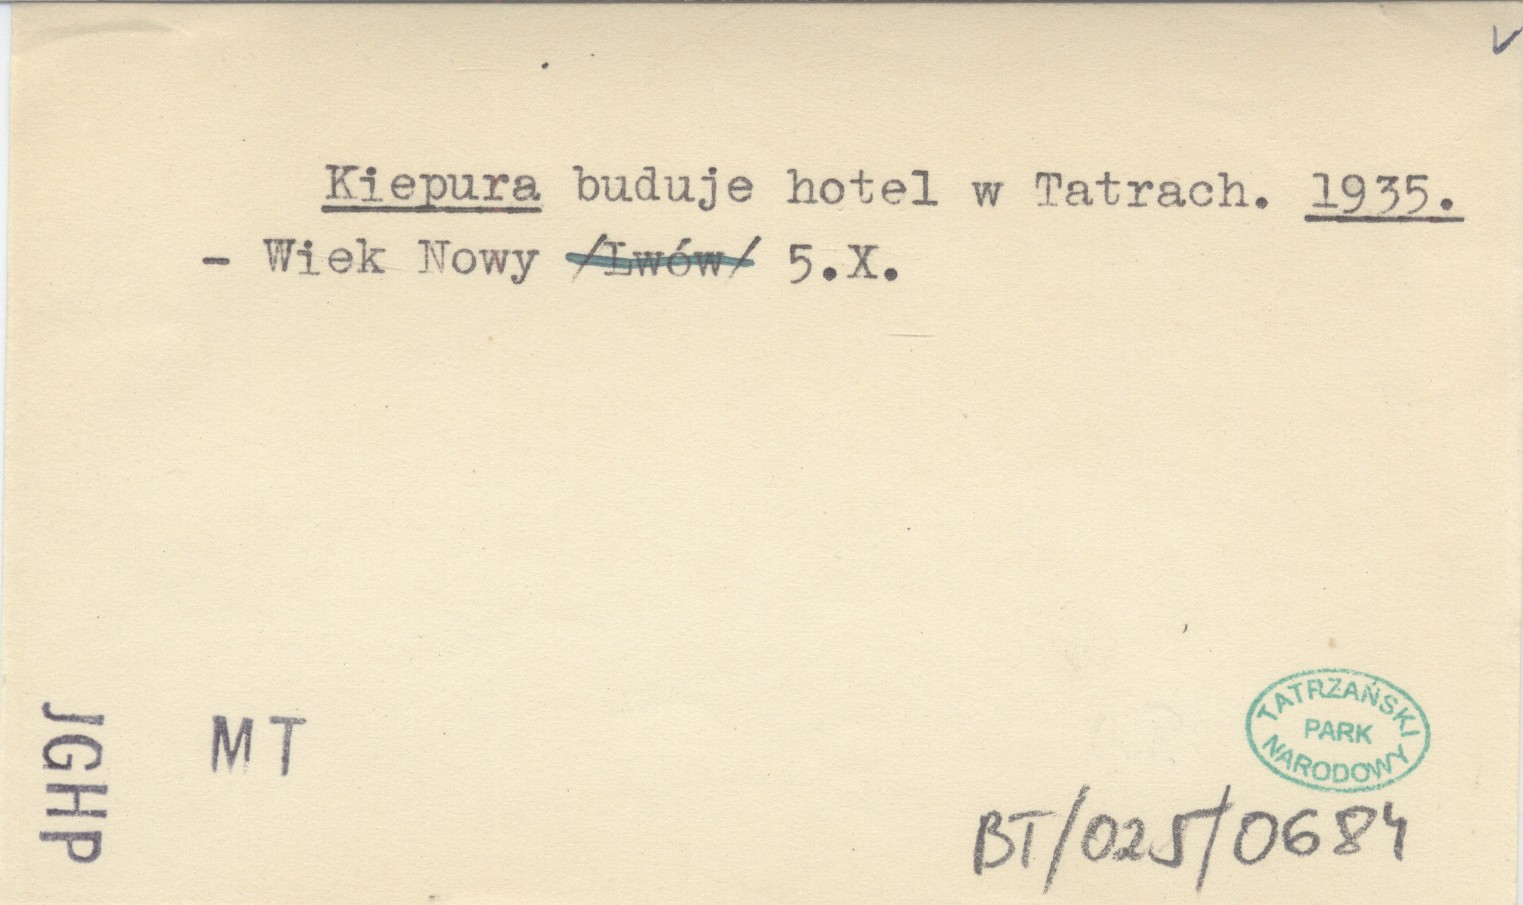 Kiepura buduje hotel w Tatrach. 1935.
- Wiek Nowy /Lwów/ 5.X.
JGHP
MT
TATRZAŃSKI
PARK
NARODOWY
BT/025/0684